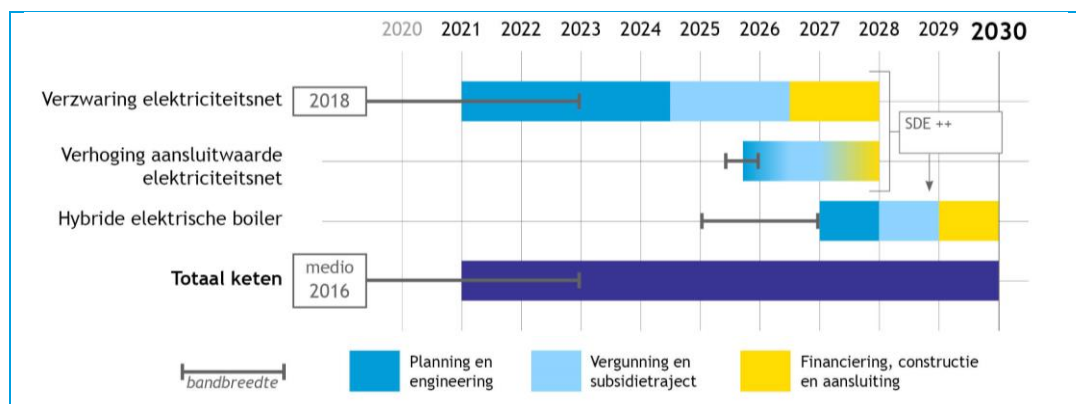 2020 2021 2022 2023 2024 2025 2026 2027 2028 2029 2030
Verzwaring elektriciteitsnet 2018
SDE ++
Verhoging aansluitwaarde
elektriciteitsnet
Hybride elektrische boiler
Totaal keten medio
2016
bandbreedte
Planning en
engineering
Vergunning en
subsidietraject
Financiering, constructie
en aansluiting